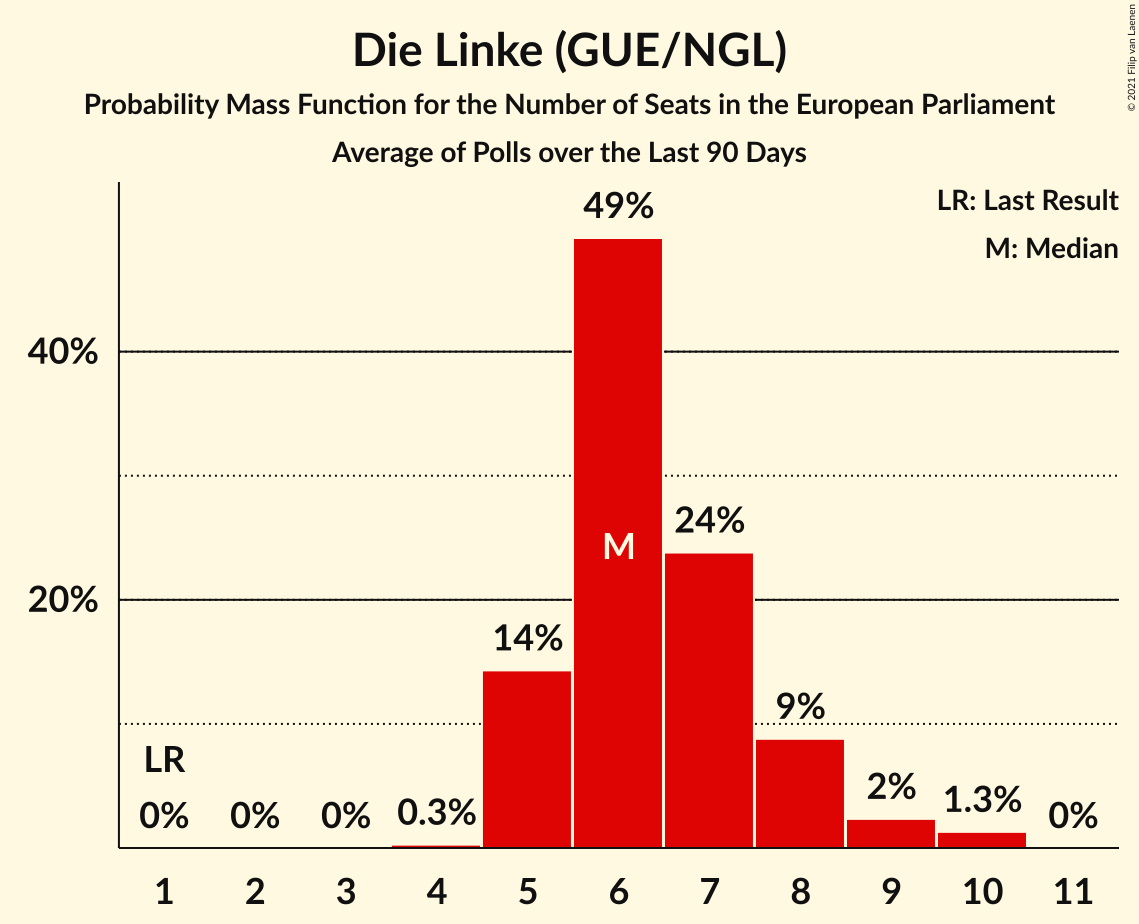 Die Linke (GUE/NGL)
Probability Mass Function for the Number of Seats in the European Parliament
Average of Polls over the Last 90 Days
© 2021 Filip van Laenen
LR: Last Result
M: Median
49%
40%
24%
M
20%
14%
9%
LR
2%
1.3%
0.3%
0%
0%
0%
0%
1 2 3 4 5 6 7 8 9 10 11